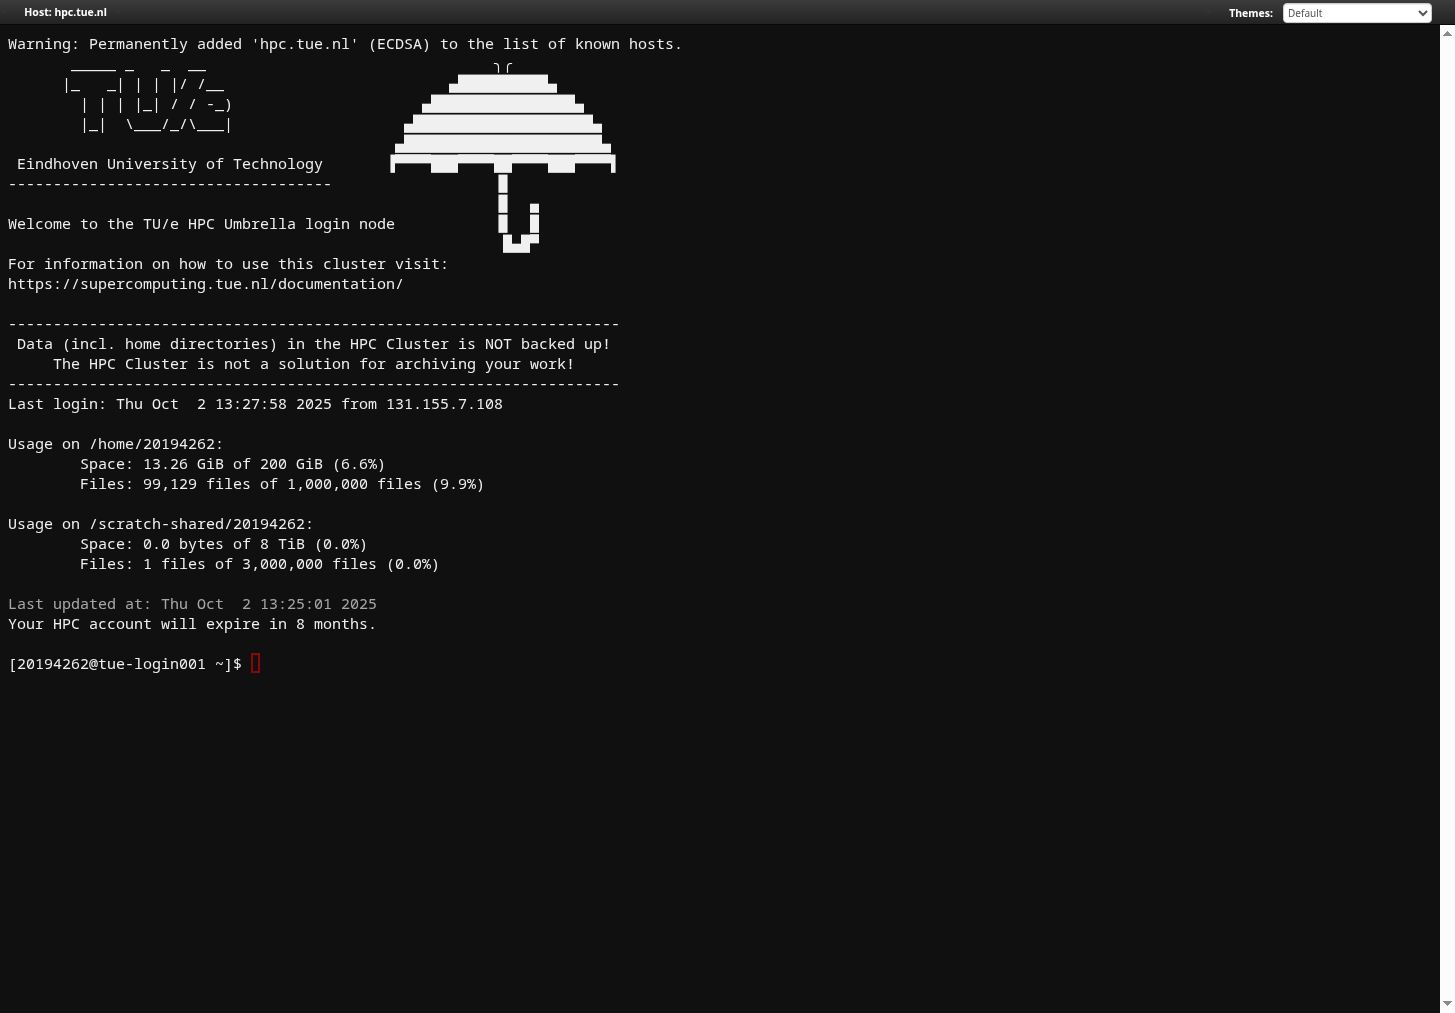 Host: hpc.tue.nl
Themes: Default
Warning: Permanently added 'hpc.tue.nl' (ECDSA) to the list of known hosts.
TU/e
Eindhoven University of Technology
------------------------------------
Welcome to the TU/e HPC Umbrella login node
For information on how to use this cluster visit:
https://supercomputing.tue.nl/documentation/
--------------------------------------------------------------------
Data (incl. home directories) in the HPC Cluster is NOT backed up!
The HPC Cluster is not a solution for archiving your work!
--------------------------------------------------------------------
Last login: Thu Oct  2 13:27:58 2025 from 131.155.7.108
Usage on /home/20194262:
Space: 13.26 GiB of 200 GiB (6.6%)
Files: 99,129 files of 1,000,000 files (9.9%)
Usage on /scratch-shared/20194262:
Space: 0.0 bytes of 8 TiB (0.0%)
Files: 1 files of 3,000,000 files (0.0%)
Last updated at: Thu Oct  2 13:25:01 2025
Your HPC account will expire in 8 months.
[20194262@tue-login001 ~]$